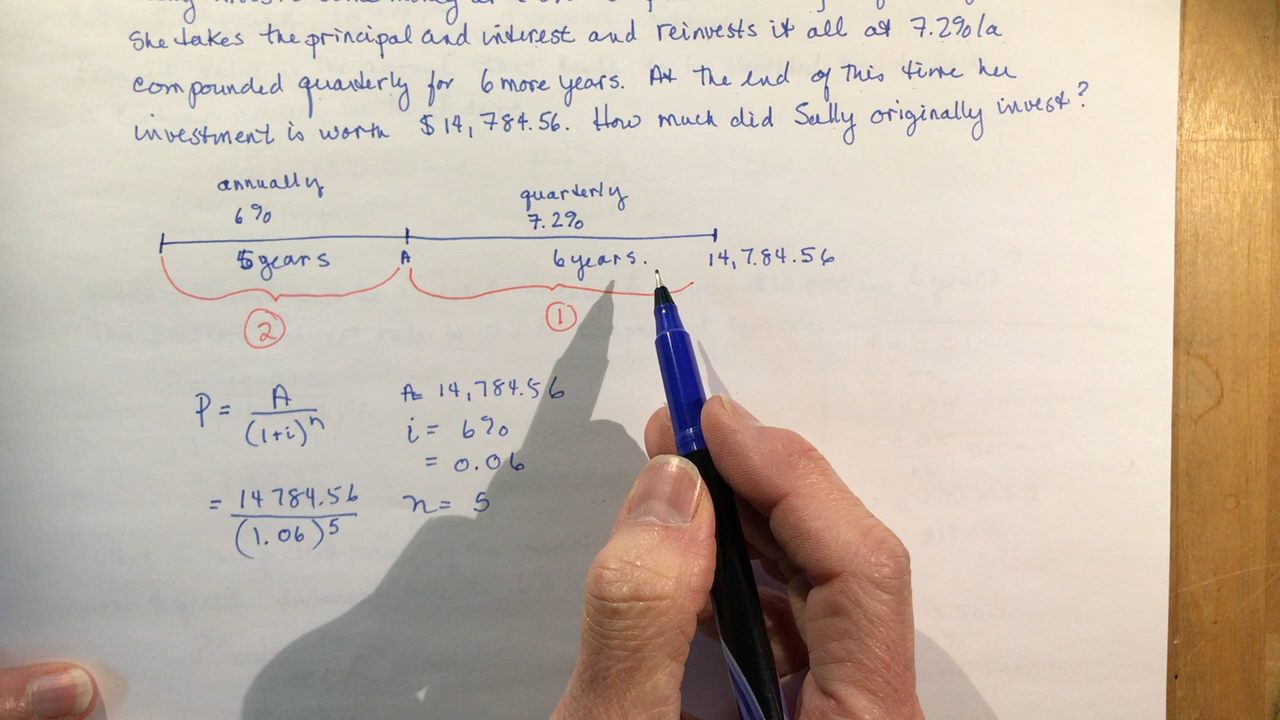 She takes the principal and interest and reinvests it all at 7.2%/a
compounded quarterly for 6 more years. At the end of this time her
investment is worth $14,784.56. How much did Sally originally invest?
annually
6%
quarterly
7.2%
5 years
A
6 years.
14,784.56
2
1
P = A / (1+i)^n
A= 14,784.56
i = 6%
= 0.06
= 14784.56 / (1.06)^5
n = 5